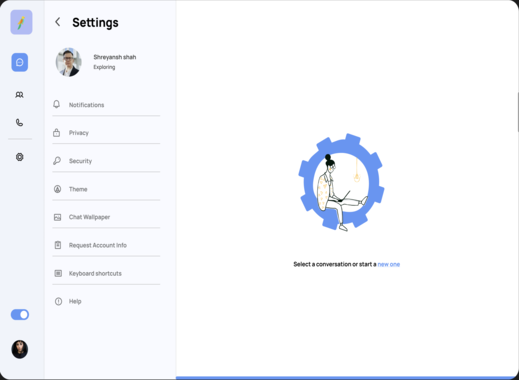 Settings
Shreyansh shah
Exploring
Notifications
Privacy
Security
Theme
Chat Wallpaper
Request Account Info
Keyboard shortcuts
Help
Select a conversation or start a new one